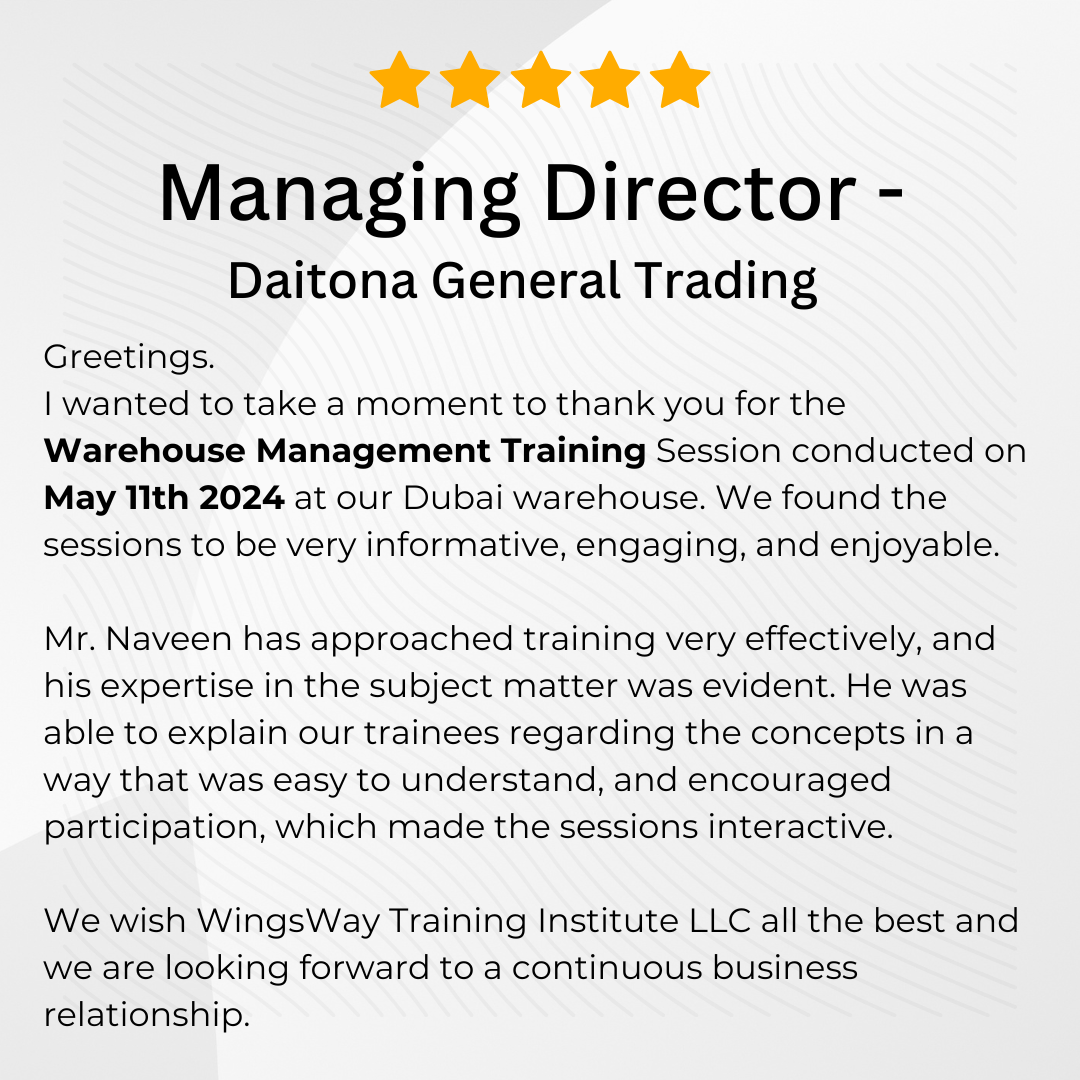 Managing Director -
Daitona General Trading
Greetings.
I wanted to take a moment to thank you for the
Warehouse Management Training Session conducted on
May 11th 2024 at our Dubai warehouse. We found the
sessions to be very informative, engaging, and enjoyable.
Mr. Naveen has approached training very effectively, and
his expertise in the subject matter was evident. He was
able to explain our trainees regarding the concepts in a
way that was easy to understand, and encouraged
participation, which made the sessions interactive.
We wish WingsWay Training Institute LLC all the best and
we are looking forward to a continuous business
relationship.